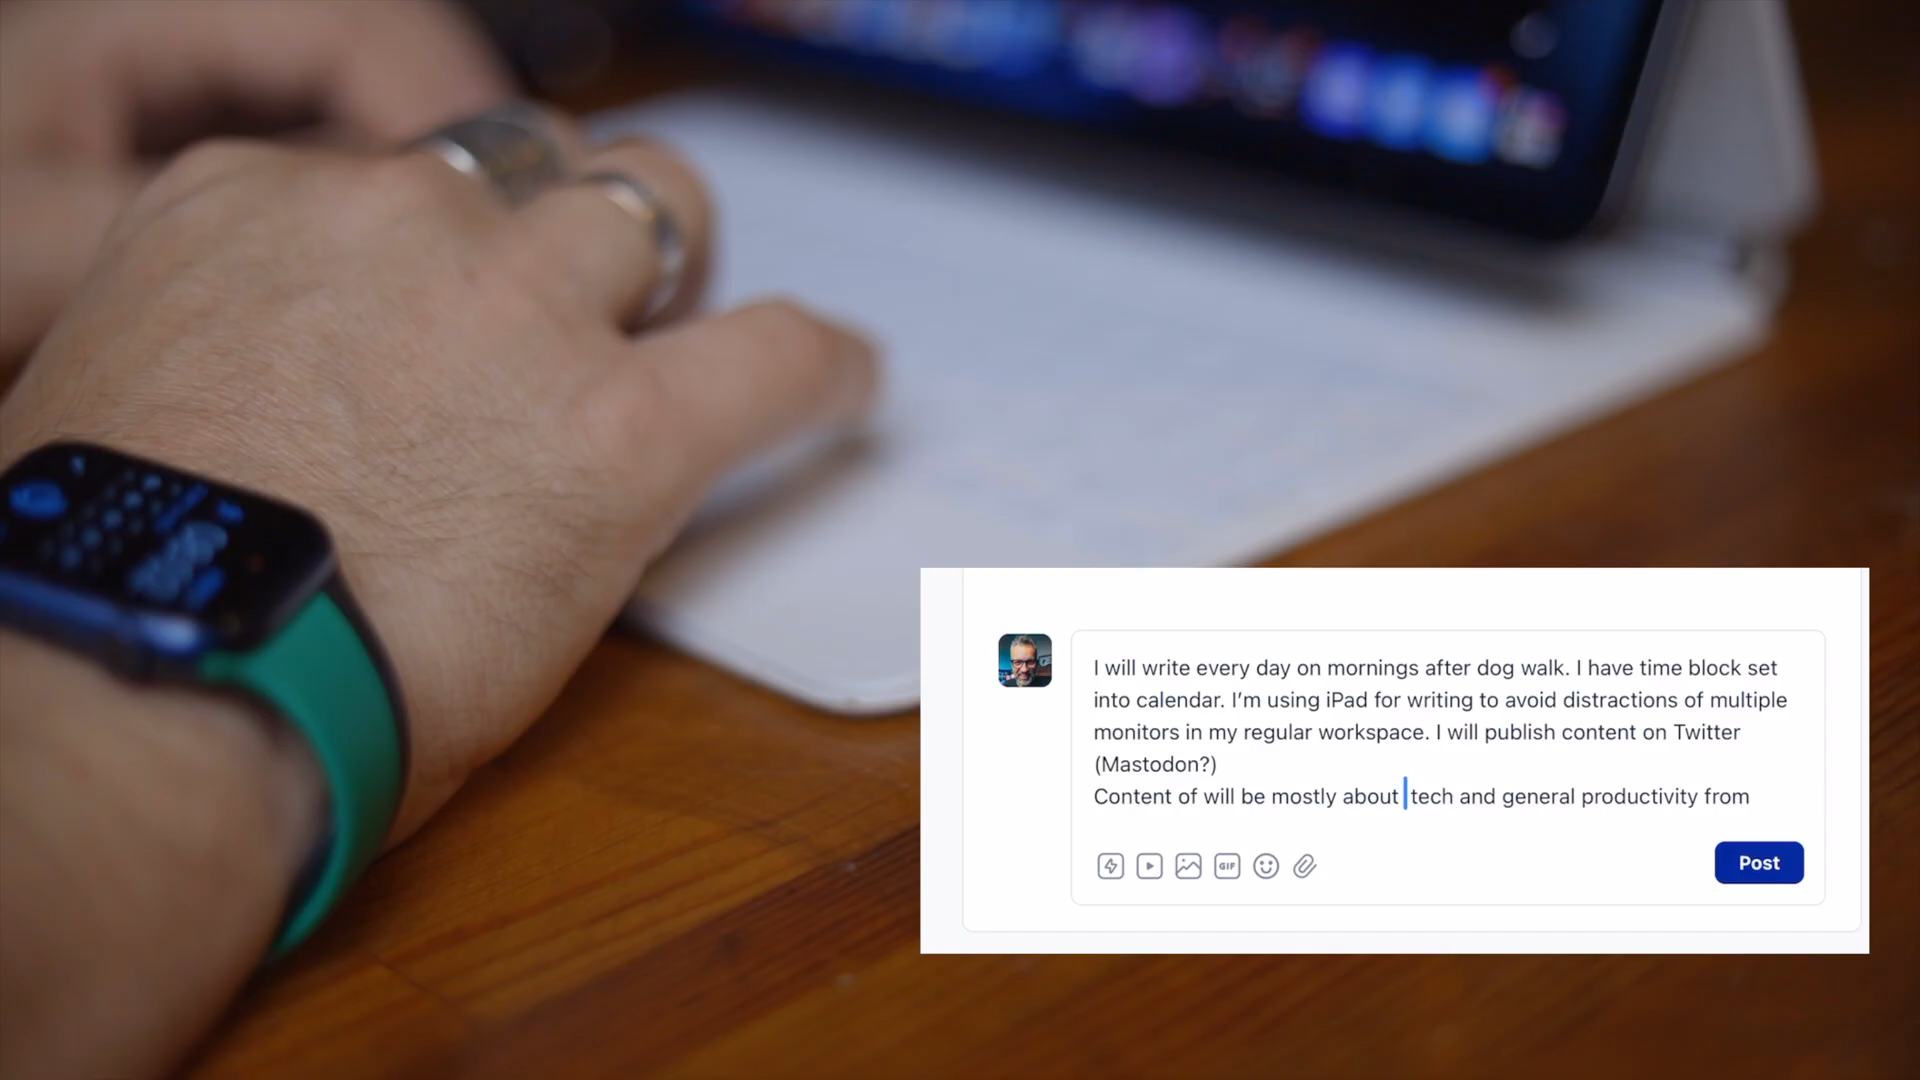 I will write every day on mornings after dog walk. I have time block set
into calendar. I’m using iPad for writing to avoid distractions of multiple
monitors in my regular workspace. I will publish content on Twitter
(Mastodon?)
Content of will be mostly about tech and general productivity from
GIF
Post